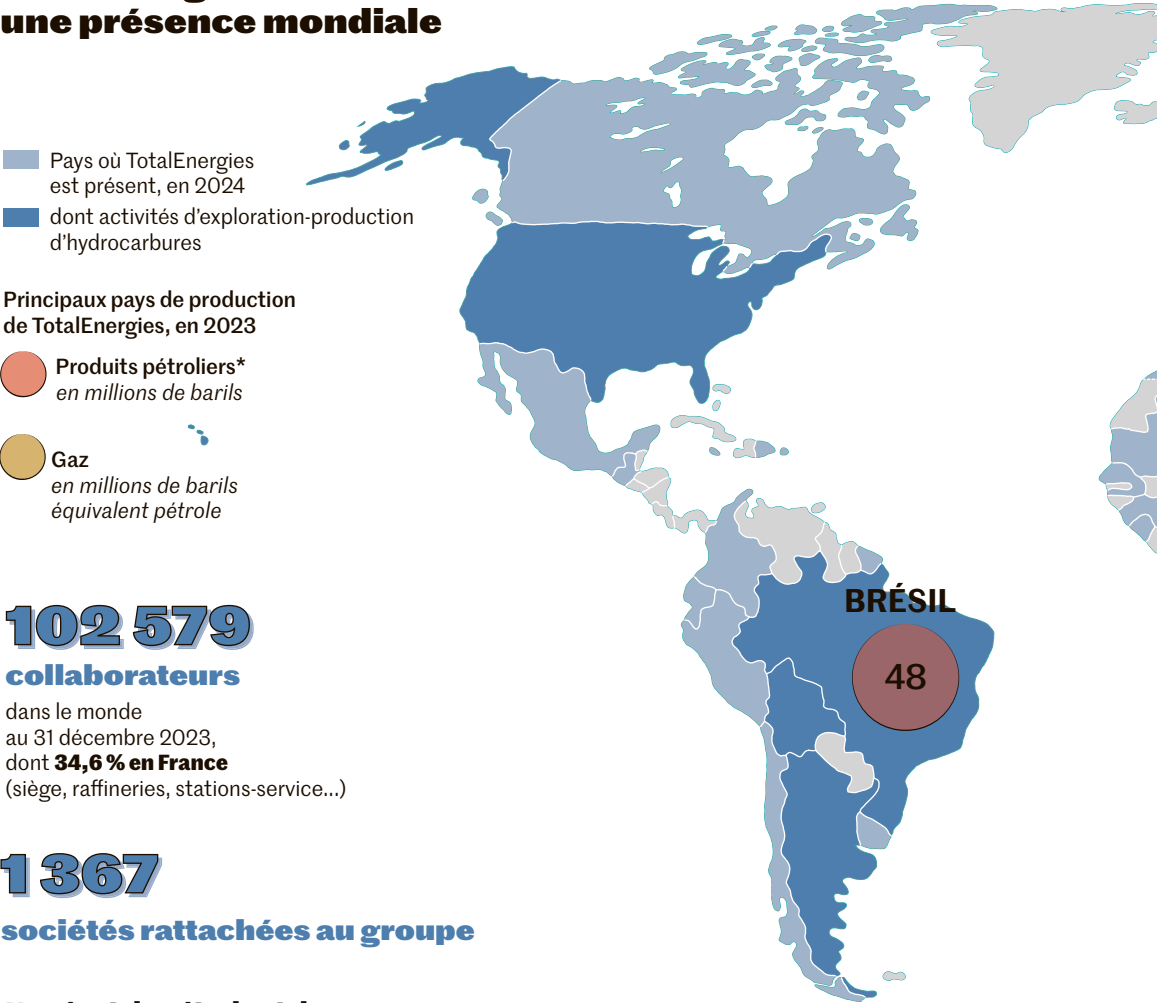 une présence mondiale
Pays où TotalEnergies
est présent, en 2024
dont activités d'exploration-production
d'hydrocarbures
Principaux pays de production
de TotalEnergies, en 2023
Produits pétroliers*
en millions de barils
Gaz
en millions de barils
équivalent pétrole
BRÉSIL
48
102 579
collaborateurs
dans le monde
au 31 décembre 2023,
dont 34,6 % en France
(siège, raffineries, stations-service...)
1 367
sociétés rattachées au groupe